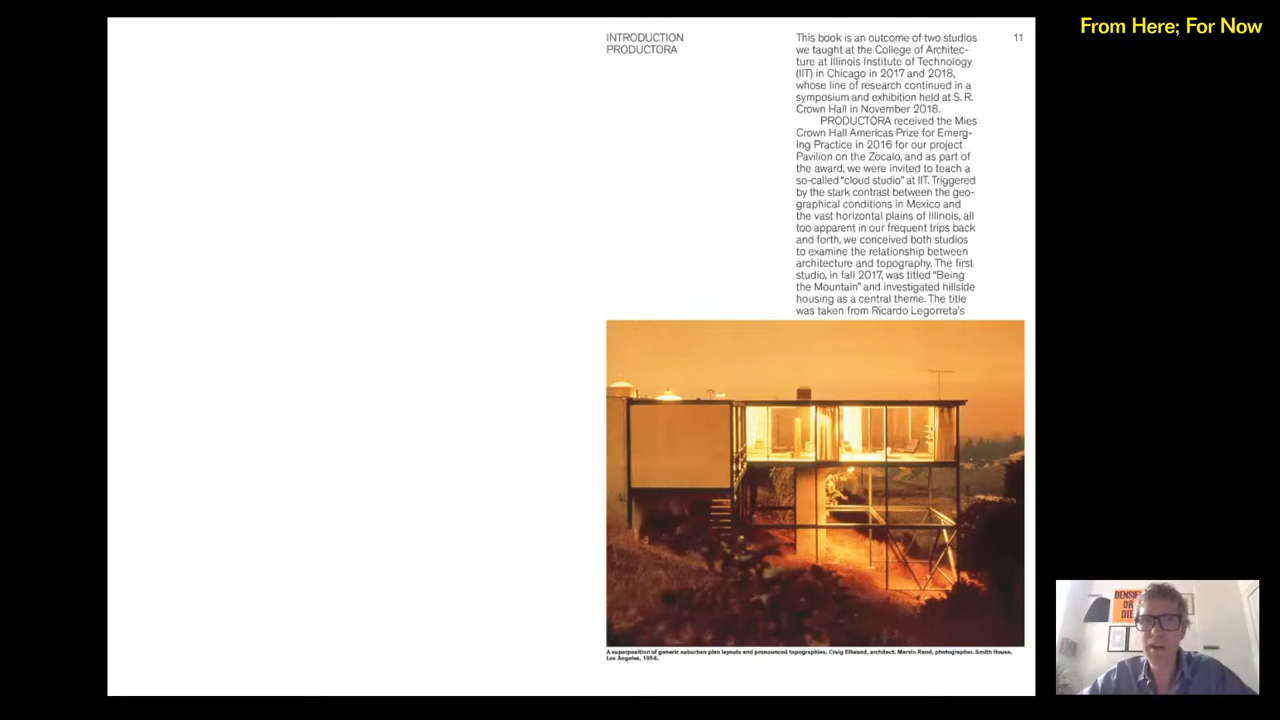 From Here; For Now
INTRODUCTION
PRODUCTORA
This book is an outcome of two studios
we taught at the College of Architec-
ture at Illinois Institute of Technology
(IIT) in Chicago in 2017 and 2018,
whose line of research continued in a
symposium and exhibition held at S. R.
Crown Hall in November 2018.
PRODUCTORA received the Mies
Crown Hall Americas Prize for Emerg-
ing Practice in 2016 for our project
Pavilion on the Zocalo, and as part of
the award, we were invited to teach a
so-called “cloud studio” at IIT. Triggered
by the stark contrast between the geo-
graphical conditions in Mexico and
the vast horizontal plains of Illinois, all
too apparent in our frequent trips back
and forth, we conceived both studios
to examine the relationship between
architecture and topography. The first
studio, in fall 2017, was titled “Being
the Mountain” and investigated hillside
housing as a central theme. The title
was taken from Ricardo Legorreta’s
11
A superposition of generic suburban plan layouts and pronounced topographies. Craig Ellwood, architect. Marvin Rand, photographer. Smith House,
Los Angeles, 1958.
DENSIFY
OR
DIE